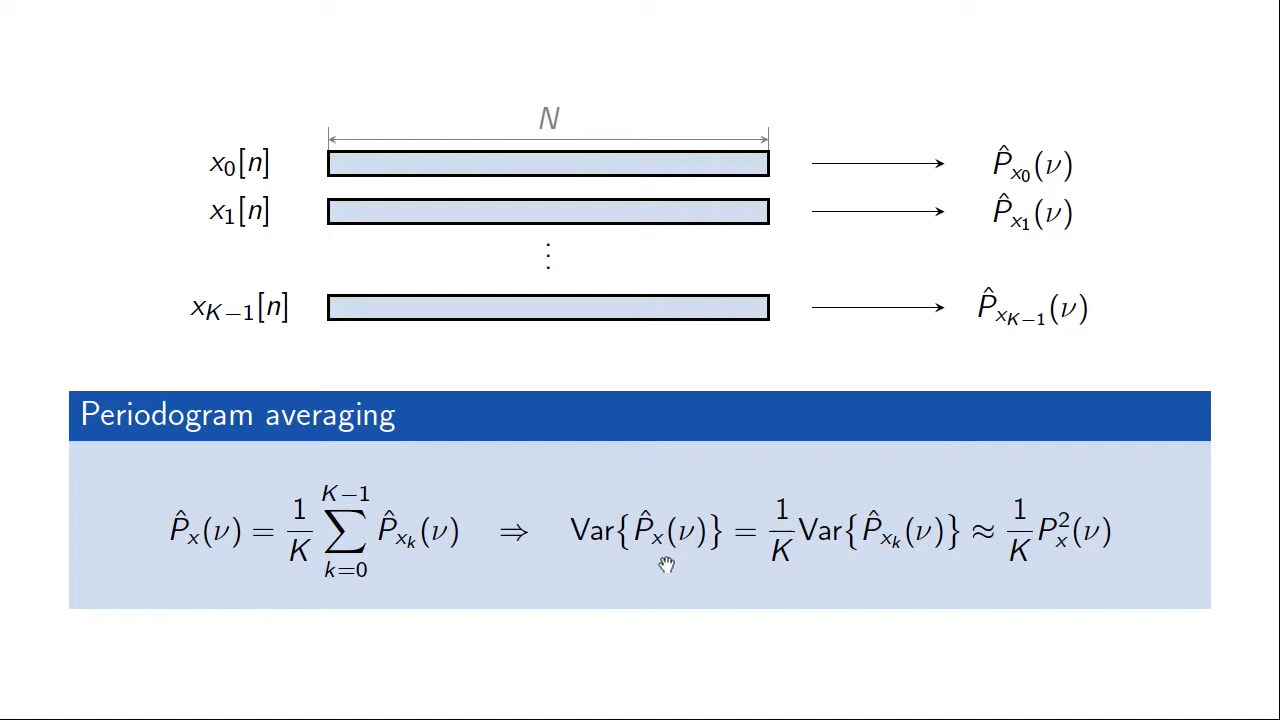 N
x₀[n] P̂ₓ₀(ν)
x₁[n] P̂ₓ₁(ν)
⋮
x_{K−1}[n] P̂_{x_{K−1}}(ν)
Periodogram averaging
P̂ₓ(ν) = 1/K ∑_{k=0}^{K−1} P̂_{x_k}(ν) ⇒ Var{P̂ₓ(ν)} = 1/K Var{P̂_{x_k}(ν)} ≈ 1/K Pₓ²(ν)